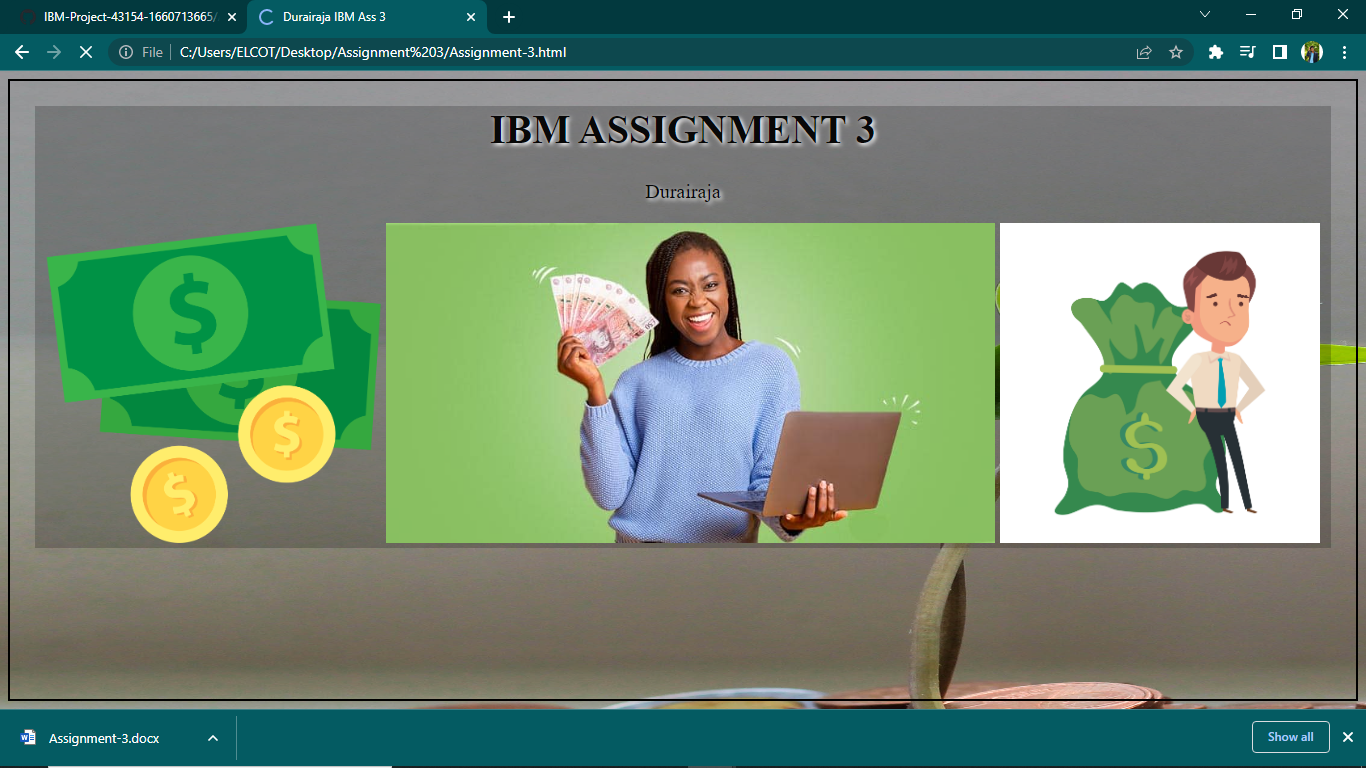 IBM-Project-43154-1660713665/
Durairaja IBM Ass 3
File
C:/Users/ELCOT/Desktop/Assignment%203/Assignment-3.html
IBM ASSIGNMENT 3
Durairaja
$
$
$
$
$
Assignment-3.docx
Show all